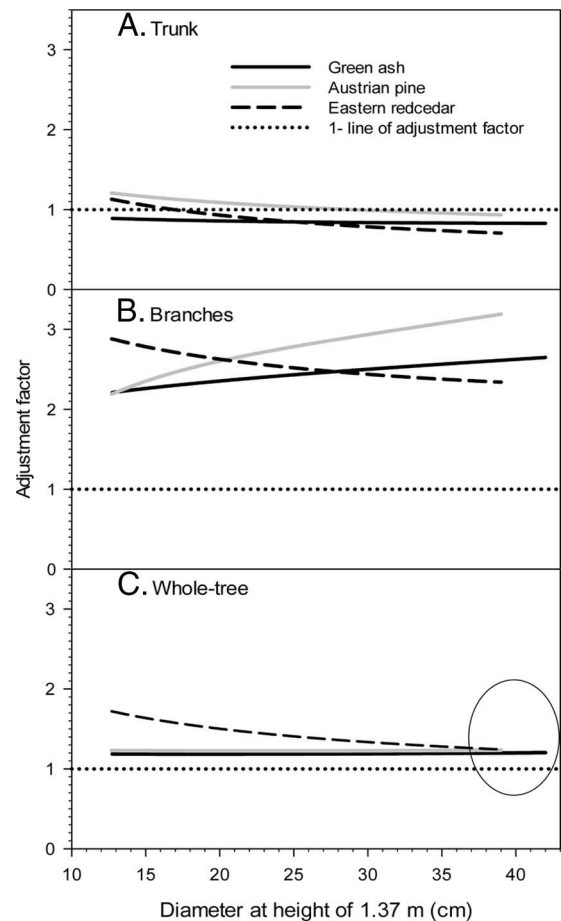 A. Trunk
Green ash
Austrian pine
Eastern redcedar
1- line of adjustment factor
3
2
1
0
B. Branches
3
2
1
0
Adjustment factor
C. Whole-tree
3
2
1
0
10 15 20 25 30 35 40
Diameter at height of 1.37 m (cm)